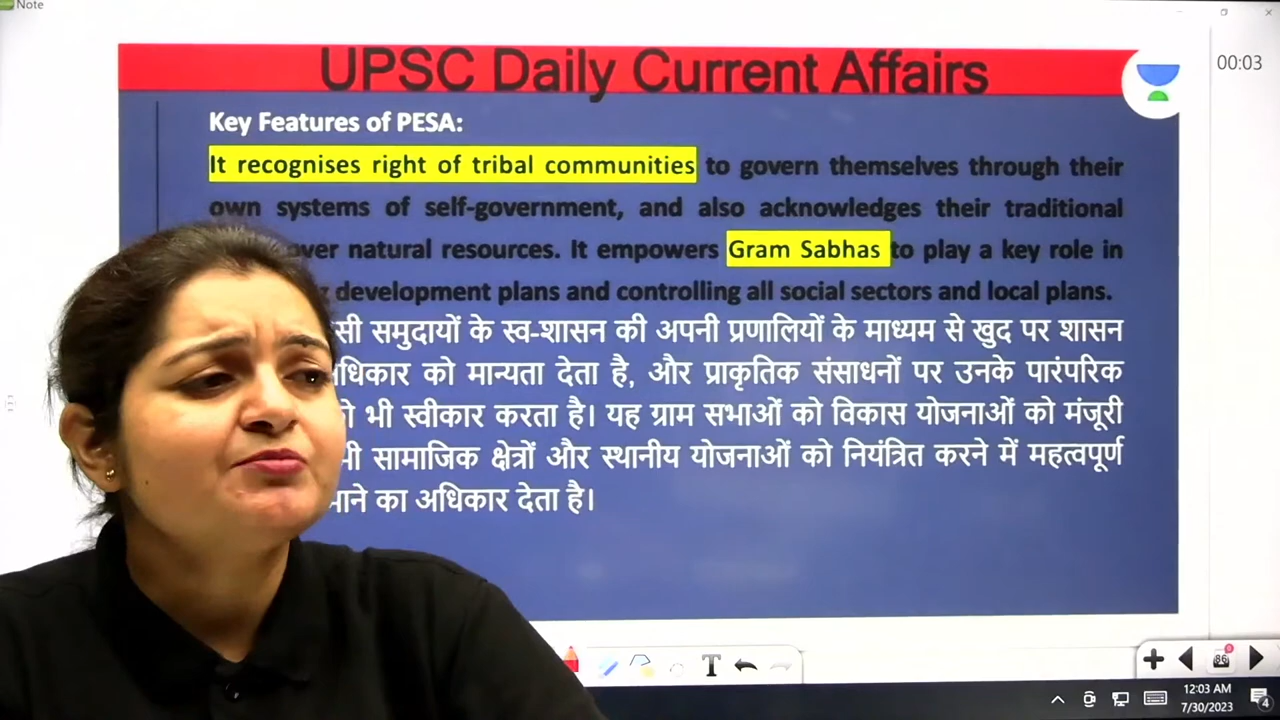 Note
UPSC Daily Current Affairs
00:03
Key Features of PESA:
It recognises right of tribal communities to govern themselves through their
own systems of self-government, and also acknowledges their traditional
over natural resources. It empowers Gram Sabhas to play a key role in
development plans and controlling all social sectors and local plans.
सी समुदायों के स्व-शासन की अपनी प्रणालियों के माध्यम से खुद पर शासन
धिकार को मान्यता देता है, और प्राकृतिक संसाधनों पर उनके पारंपरिक
भी स्वीकार करता है। यह ग्राम सभाओं को विकास योजनाओं को मंजूरी
सामाजिक क्षेत्रों और स्थानीय योजनाओं को नियंत्रित करने में महत्वपूर्ण
माने का अधिकार देता है।
T
86
12:03 AM
7/30/2023
4